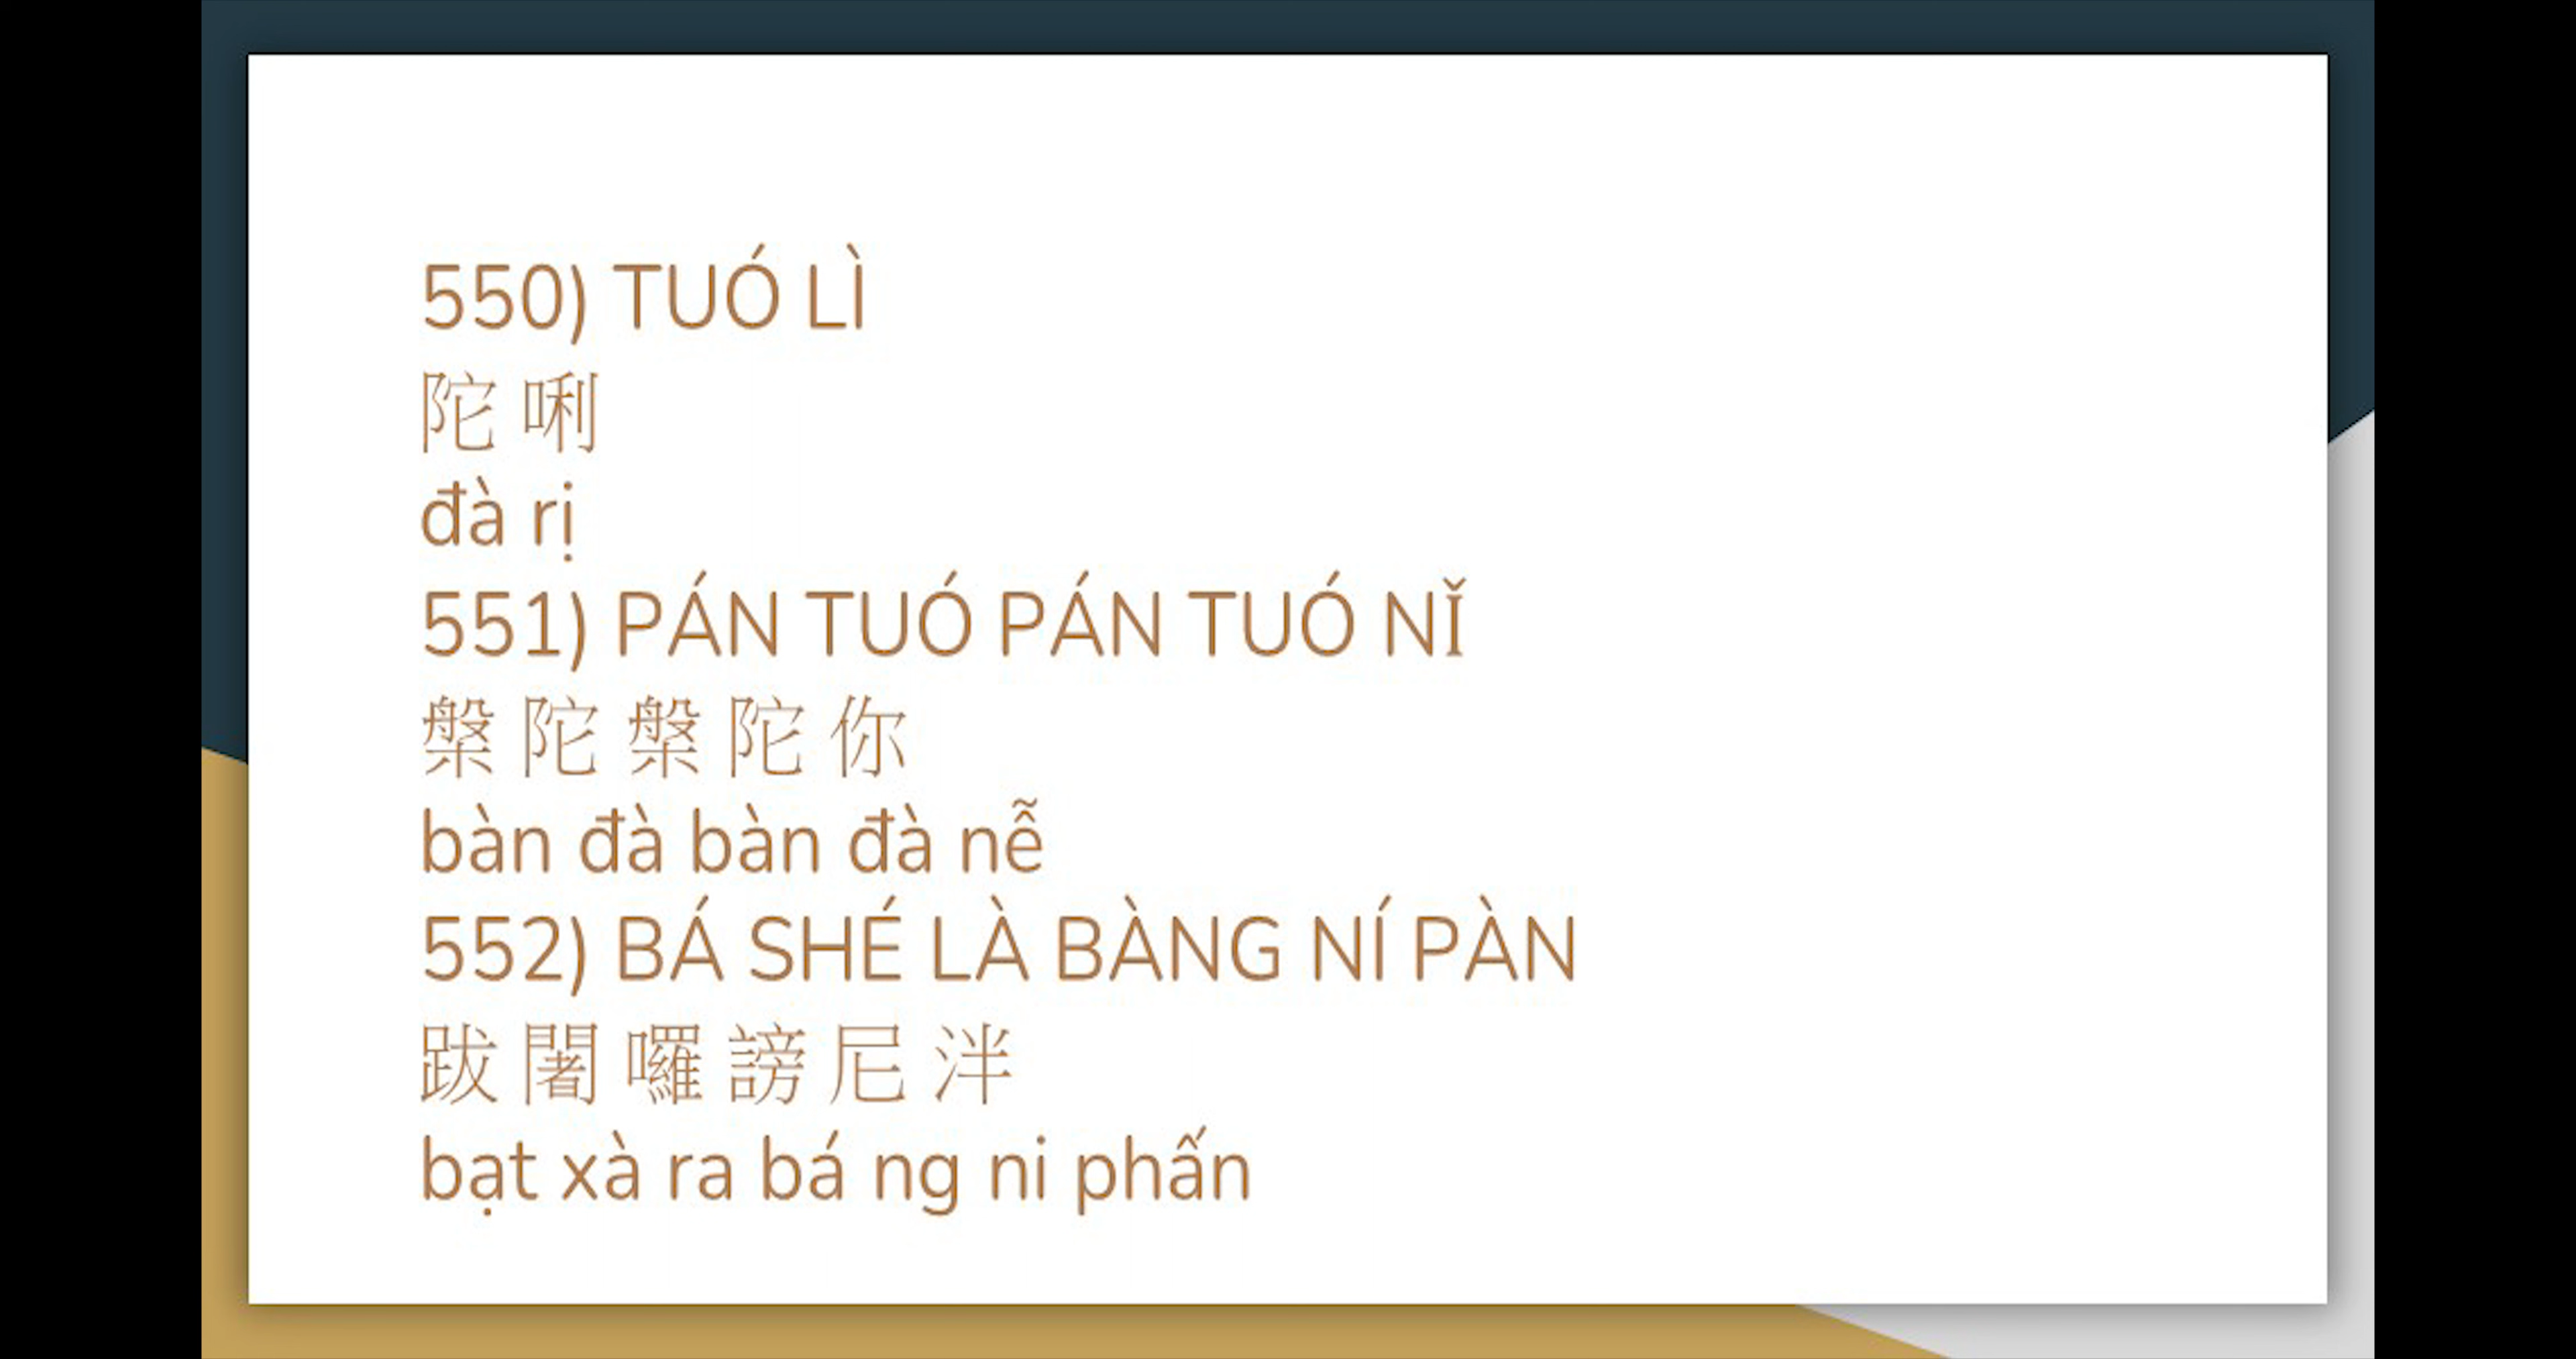 550) TUÓ LÌ
陀 唎
đà rị
551) PÁN TUÓ PÁN TUÓ NǏ
槃 陀 槃 陀 你
bàn đà bàn đà nễ
552) BÁ SHÉ LÀ BÀNG NÍ PÀN
跋 闍 囉 謗 尼 泮
bạt xà ra bá ng ni phấn